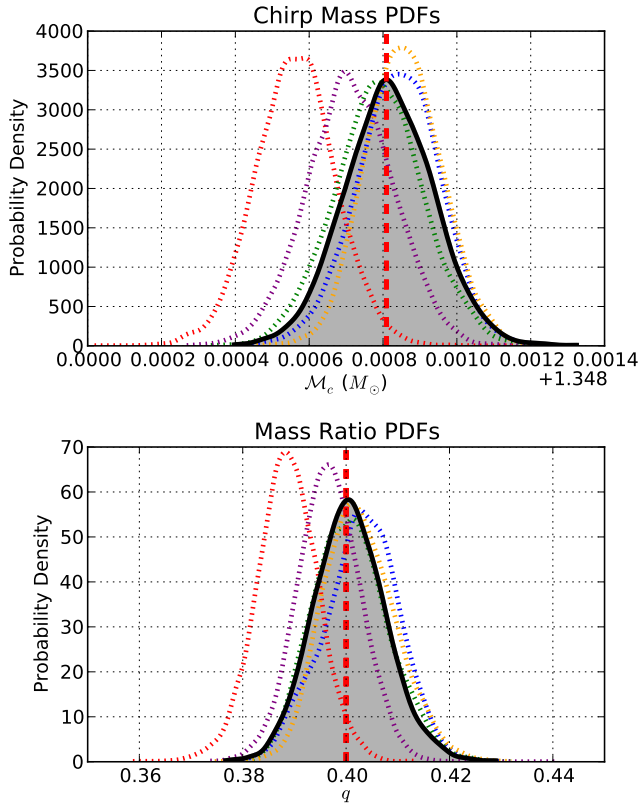 Chirp Mass PDFs
4000
3500
3000
2500
2000
1500
1000
500
0
Probability Density
0.0000 0.0002 0.0004 0.0006 0.0008 0.0010 0.0012 0.0014
ℳc (M⊙)
+1.348
Mass Ratio PDFs
70
60
50
40
30
20
10
0
Probability Density
0.36 0.38 0.40 0.42 0.44
q